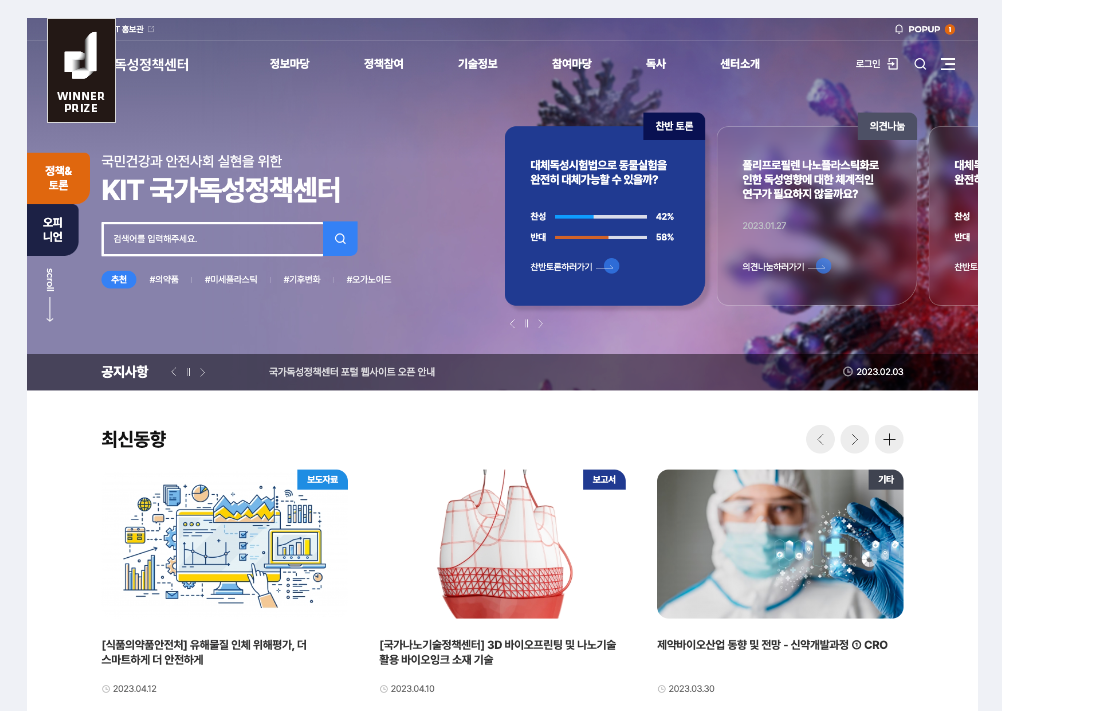 T 홍보관
POPUP 1
WINNER
PRIZE
독성정책센터
정보마당
정책참여
기술정보
참여마당
독사
센터소개
로그인
정책&
토론
오피
니언
scroll
국민건강과 안전사회 실현을 위한
KIT 국가독성정책센터
검색어를 입력해주세요.
추천 #의약품 #미세플라스틱 #기후변화 #오가노이드
찬반 토론
대체독성시험법으로 동물실험을
완전히 대체가능할 수 있을까?
찬성 42%
반대 58%
찬반토론하러가기
의견나눔
폴리프로필렌 나노플라스틱화로
인한 독성영향에 대한 체계적인
연구가 필요하지 않을까요?
2023.01.27
의견나눔하러가기
대체독
완전히
찬성
반대
찬반토
공지사항
국가독성정책센터 포털 웹사이트 오픈 안내
2023.02.03
최신동향
보도자료
[식품의약품안전처] 유해물질 인체 위해평가, 더
스마트하게 더 안전하게
2023.04.12
보고서
[국가나노기술정책센터] 3D 바이오프린팅 및 나노기술
활용 바이오잉크 소재 기술
2023.04.10
기타
제약바이오산업 동향 및 전망 - 신약개발과정 ① CRO
2023.03.30